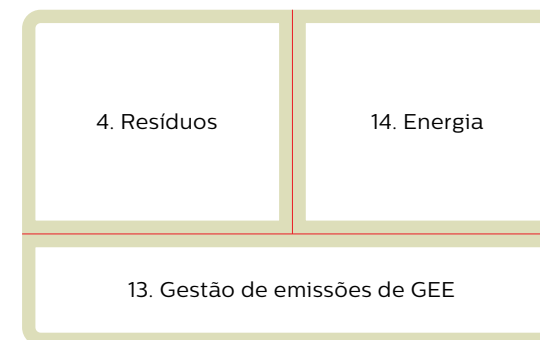 4. Resíduos
14. Energia
13. Gestão de emissões de GEE